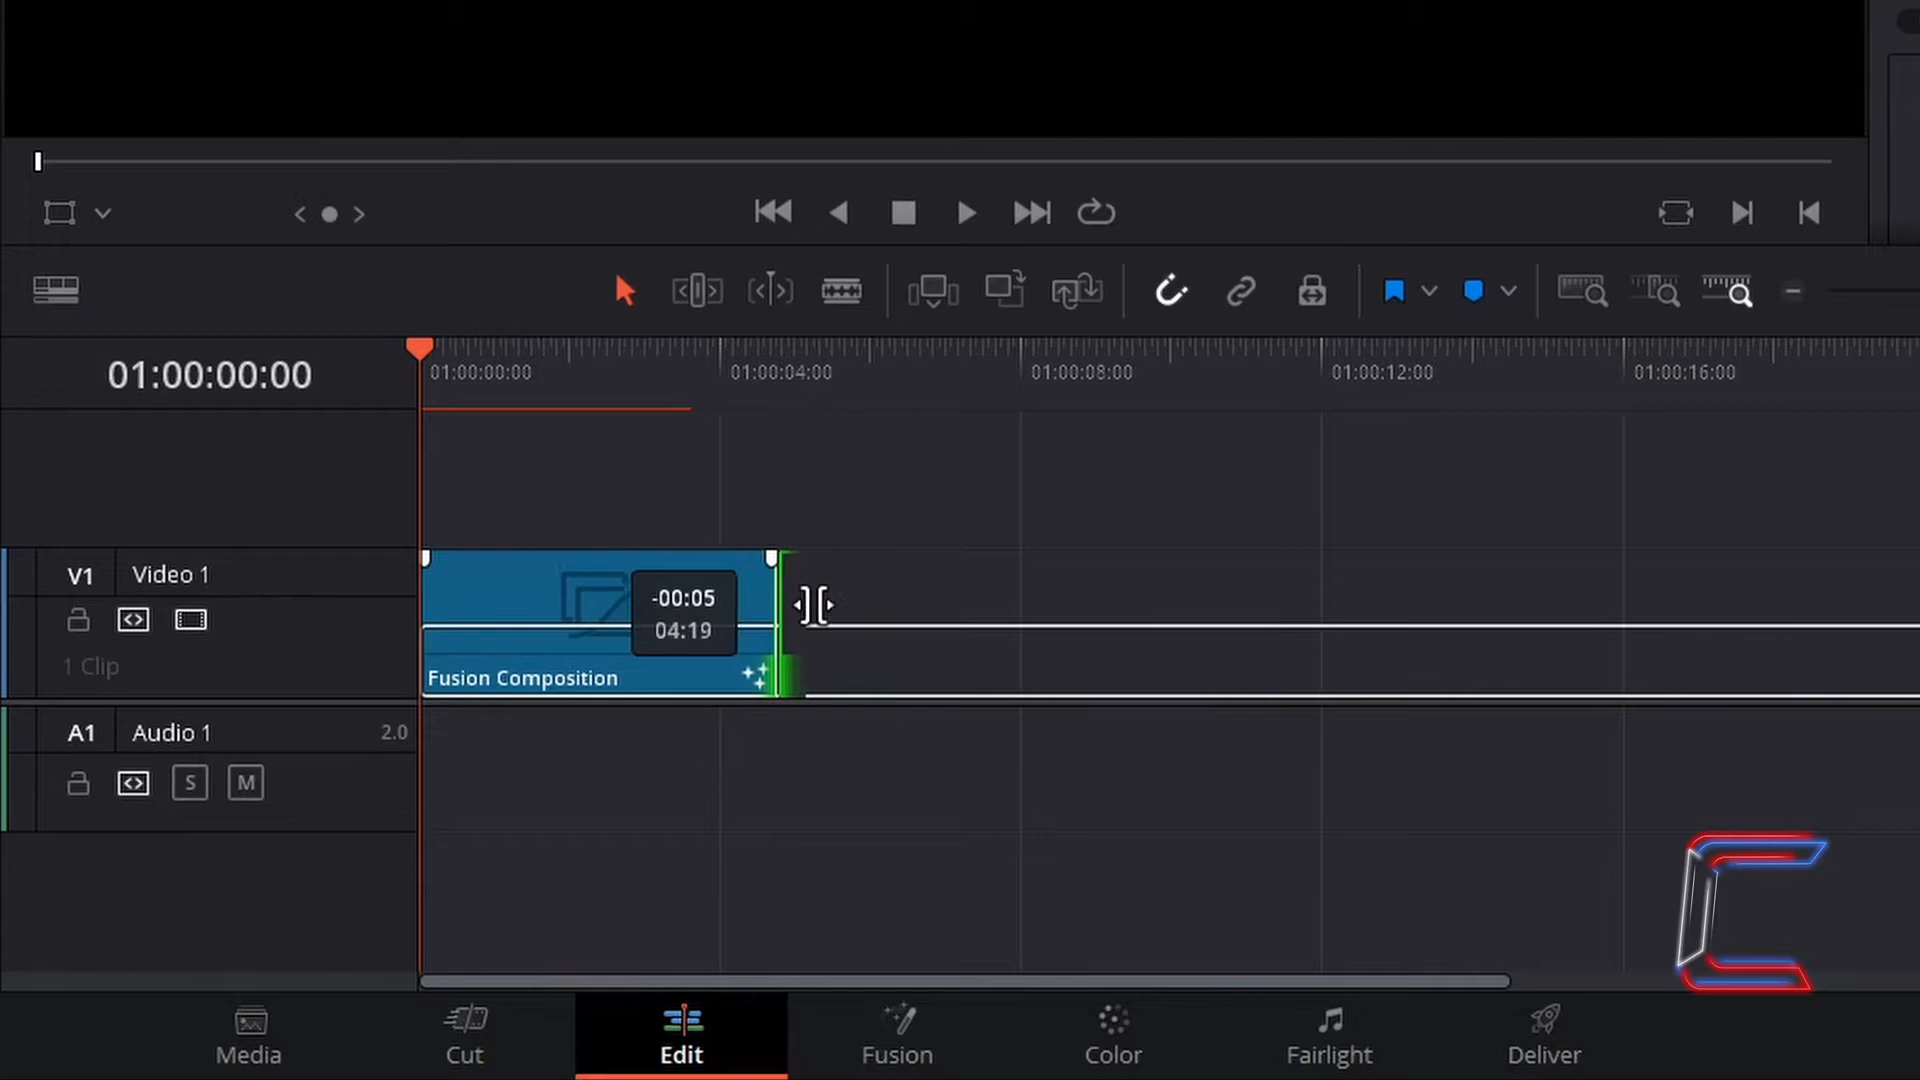 01:00:00:00
01:00:00:00 01:00:04:00 01:00:08:00 01:00:12:00 01:00:16:00
V1 Video 1
1 Clip
-00:05
04:19
Fusion Composition
A1 Audio 1 2.0
S M
Media Cut Edit Fusion Color Fairlight Deliver